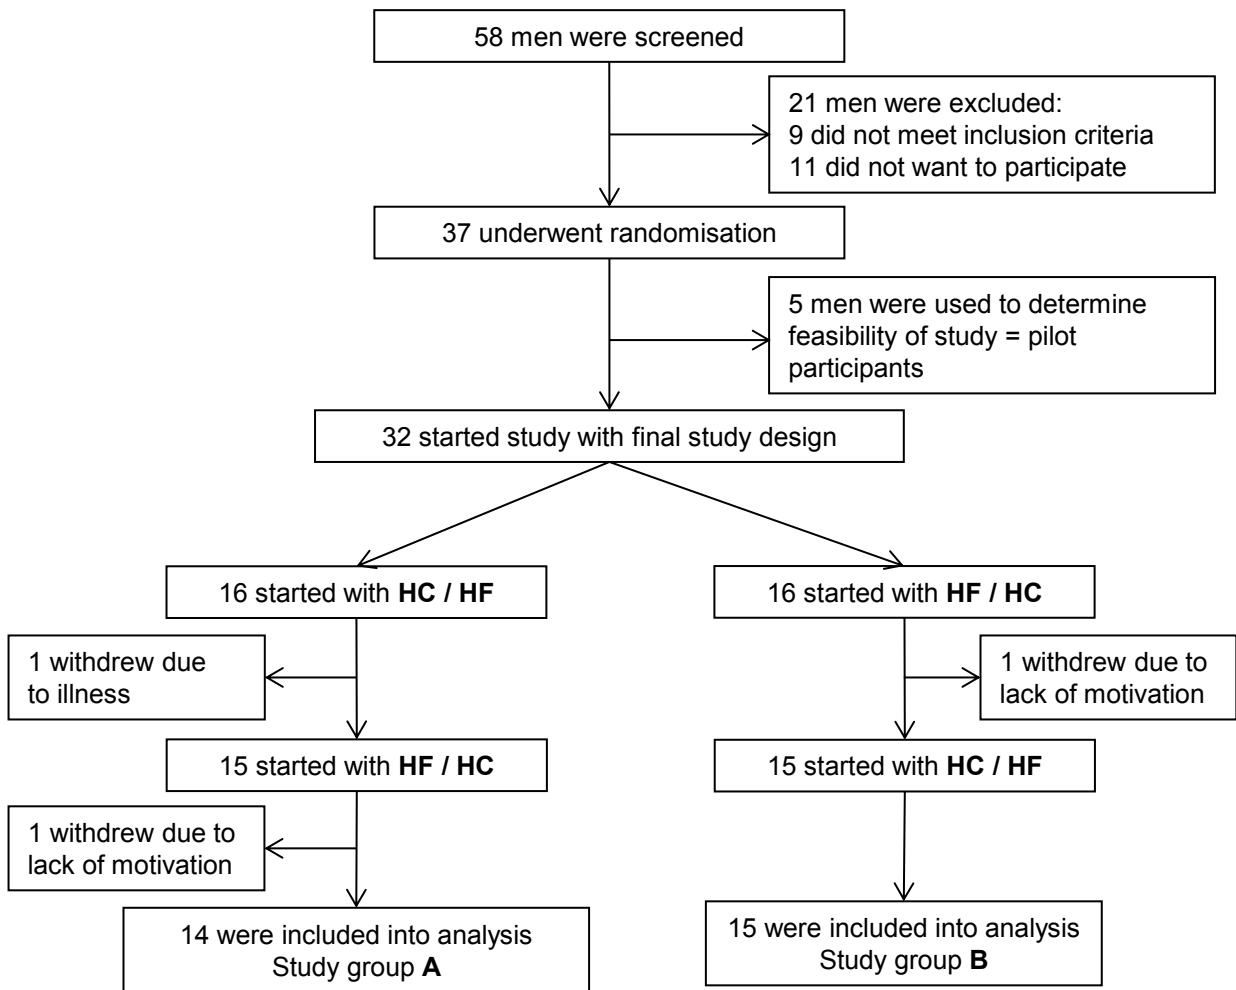 58 men were screened
21 men were excluded:
9 did not meet inclusion criteria
11 did not want to participate
37 underwent randomisation
5 men were used to determine
feasibility of study = pilot
participants
32 started study with final study design
16 started with HC / HF
16 started with HF / HC
1 withdrew due
to illness
1 withdrew due to
lack of motivation
15 started with HF / HC
15 started with HC / HF
1 withdrew due to
lack of motivation
14 were included into analysis
Study group A
15 were included into analysis
Study group B